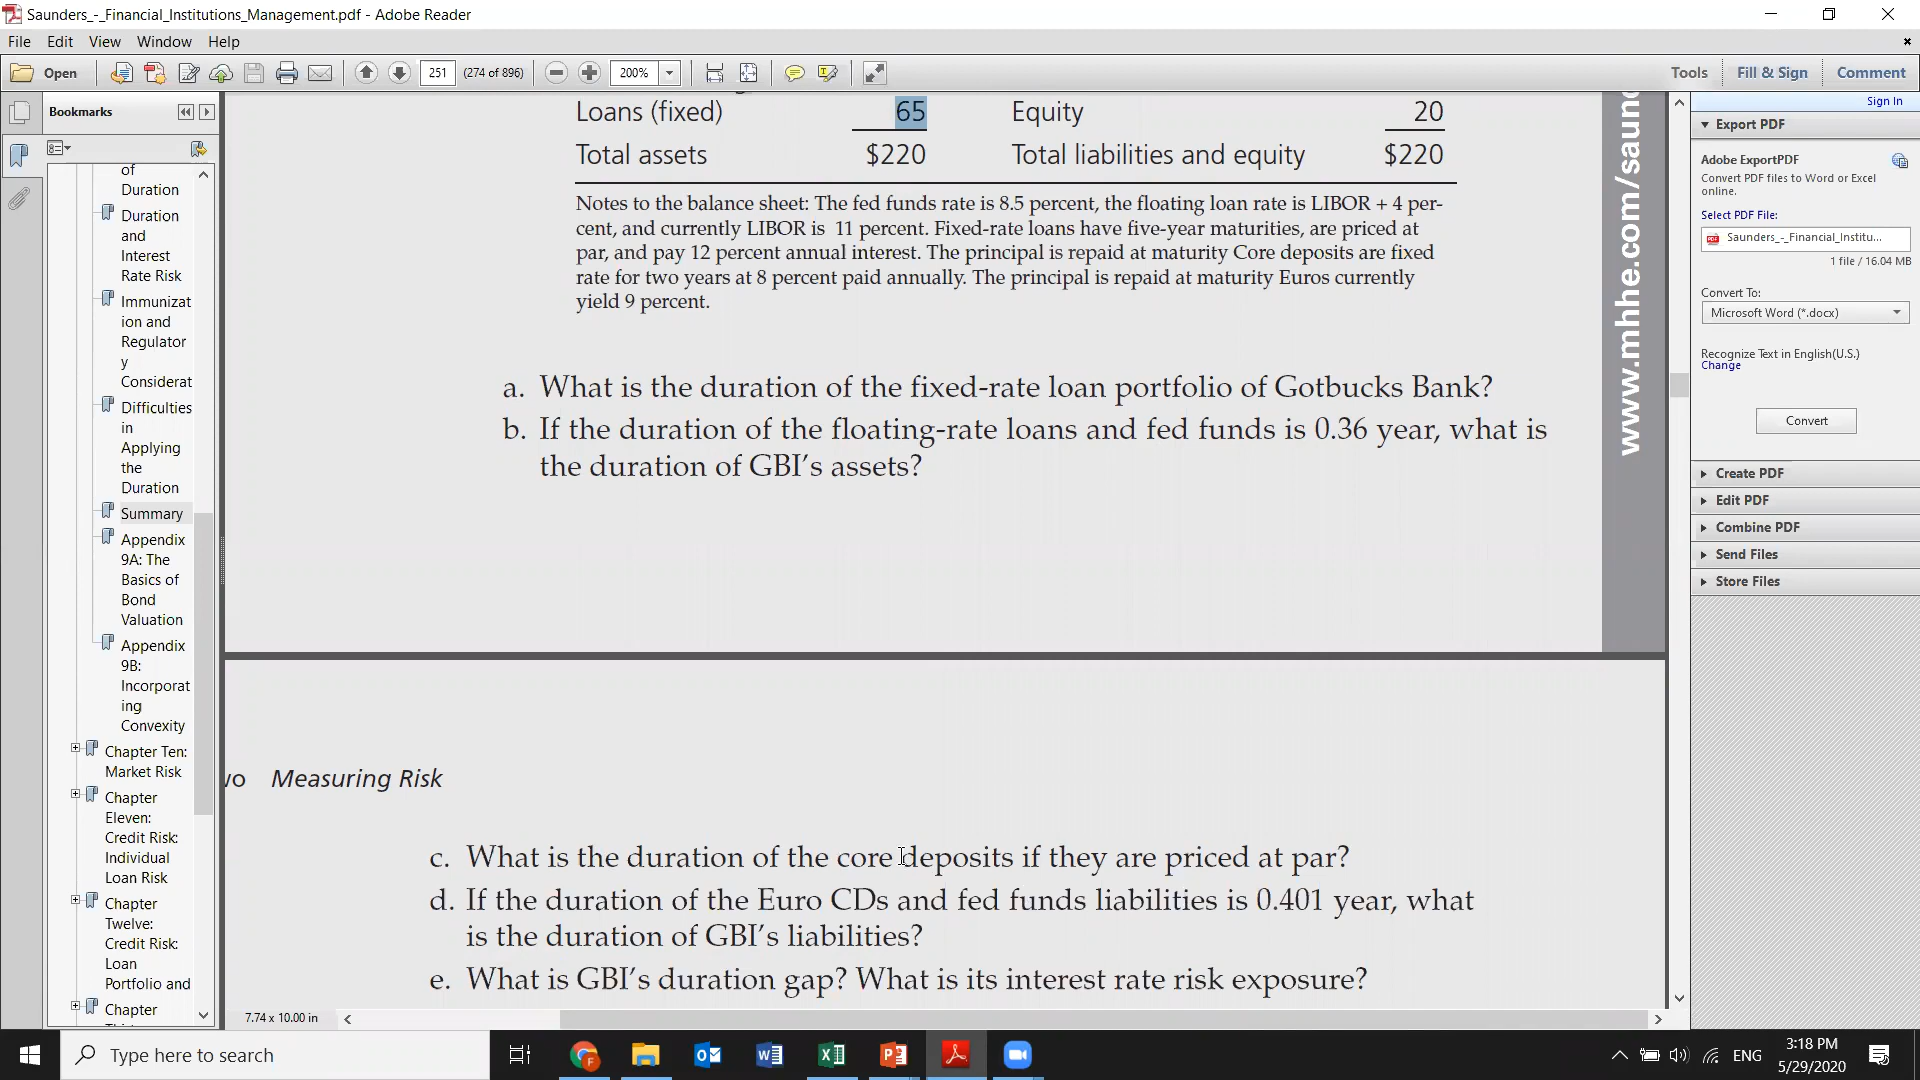 Saunders_-_Financial_Institutions_Management.pdf - Adobe Reader
File Edit View Window Help
Open 251 (274 of 896) 200% Tools Fill & Sign Comment
Bookmarks
of
Duration
Duration
and
Interest
Rate Risk
Immunizat
ion and
Regulator
y
Considerat
Difficulties
in
Applying
the
Duration
Summary
Appendix
9A: The
Basics of
Bond
Valuation
Appendix
9B:
Incorporat
ing
Convexity
Chapter Ten:
Market Risk
Chapter
Eleven:
Credit Risk:
Individual
Loan Risk
Chapter
Twelve:
Credit Risk:
Loan
Portfolio and
Chapter
Loans (fixed) 65 Equity 20
Total assets $220 Total liabilities and equity $220
Notes to the balance sheet: The fed funds rate is 8.5 percent, the floating loan rate is LIBOR + 4 per-
cent, and currently LIBOR is 11 percent. Fixed-rate loans have five-year maturities, are priced at
par, and pay 12 percent annual interest. The principal is repaid at maturity Core deposits are fixed
rate for two years at 8 percent paid annually. The principal is repaid at maturity Euros currently
yield 9 percent.
a. What is the duration of the fixed-rate loan portfolio of Gotbucks Bank?
b. If the duration of the floating-rate loans and fed funds is 0.36 year, what is
the duration of GBI's assets?
www.mhhe.com/saun
wo Measuring Risk
c. What is the duration of the core deposits if they are priced at par?
d. If the duration of the Euro CDs and fed funds liabilities is 0.401 year, what
is the duration of GBI's liabilities?
e. What is GBI's duration gap? What is its interest rate risk exposure?
7.74 x 10.00 in
Sign In
Export PDF
Adobe ExportPDF
Convert PDF files to Word or Excel
online.
Select PDF File:
Saunders_-_Financial_Institu...
1 file / 16.04 MB
Convert To:
Microsoft Word (*.docx)
Recognize Text in English(U.S.)
Change
Convert
Create PDF
Edit PDF
Combine PDF
Send Files
Store Files
Type here to search
ENG
3:18 PM
5/29/2020